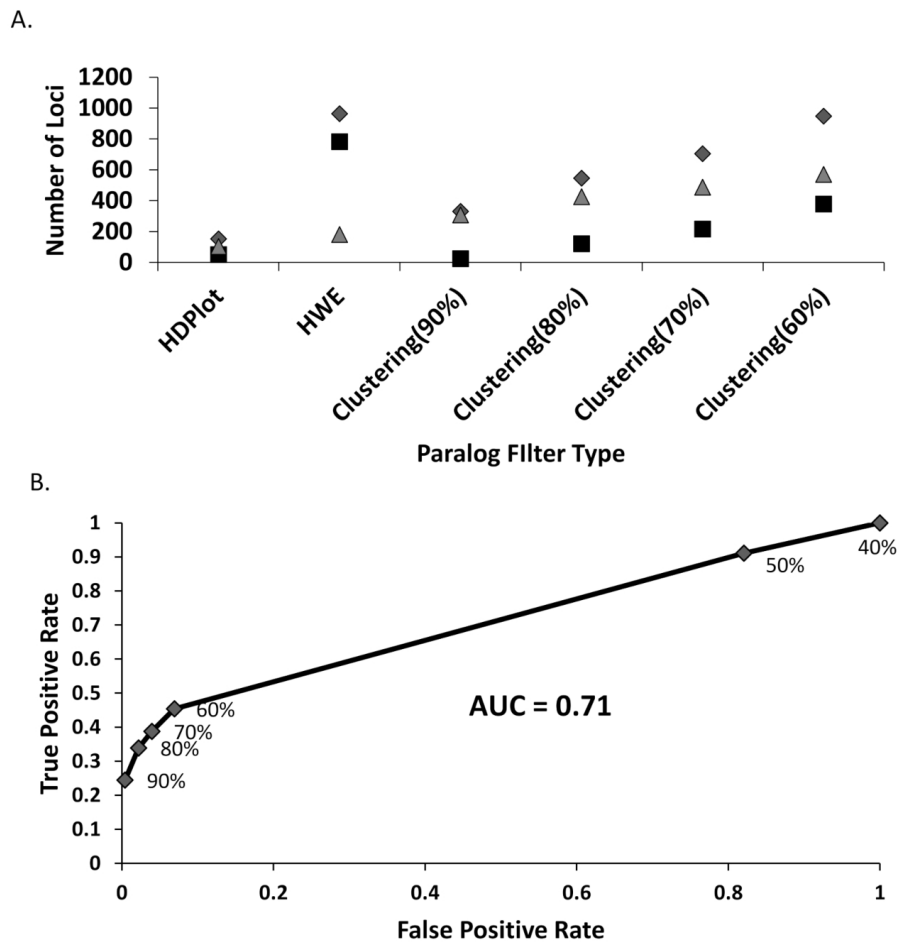 A.
1200
1000
800
600
400
200
0
Number of Loci
HDPlot
HWE
Clustering(90%)
Clustering(80%)
Clustering(70%)
Clustering(60%)
Paralog FIlter Type
B.
1
0.9
0.8
0.7
0.6
0.5
0.4
0.3
0.2
0.1
0
True Positive Rate
40%
50%
60%
70%
80%
90%
AUC = 0.71
0
0.2
0.4
0.6
0.8
1
False Positive Rate